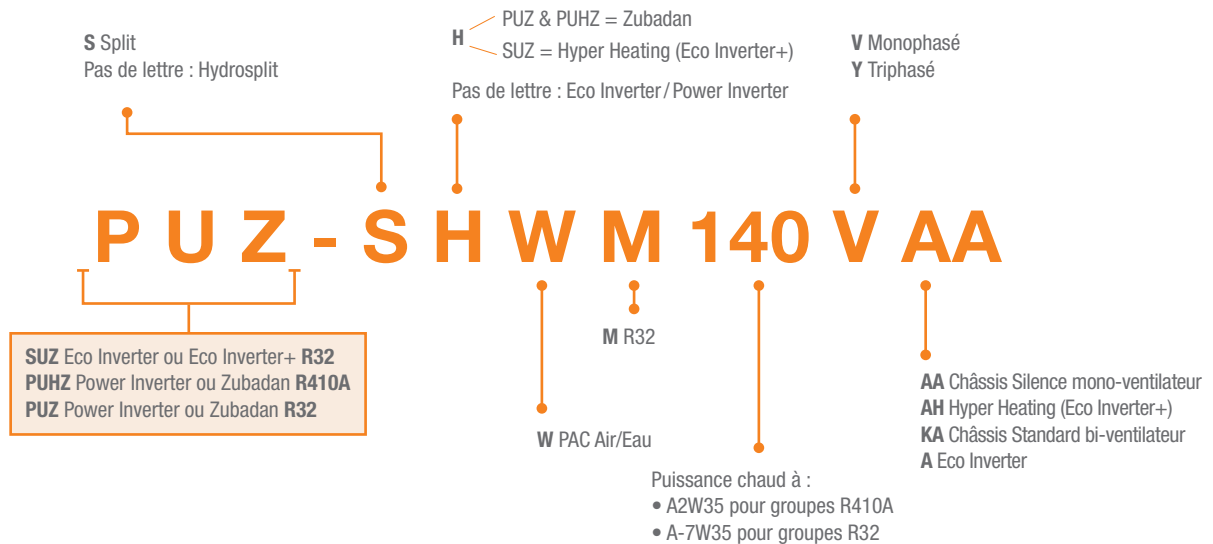 S Split
Pas de lettre : Hydrosplit
H
PUZ & PUHZ = Zubadan
SUZ = Hyper Heating (Eco Inverter+)
Pas de lettre : Eco Inverter / Power Inverter
V Monophasé
Y Triphasé
PUZ - SHWM 140 V AA
SUZ Eco Inverter ou Eco Inverter+ R32
PUHZ Power Inverter ou Zubadan R410A
PUZ Power Inverter ou Zubadan R32
M R32
W PAC Air/Eau
Puissance chaud à :
• A2W35 pour groupes R410A
• A-7W35 pour groupes R32
AA Châssis Silence mono-ventilateur
AH Hyper Heating (Eco Inverter+)
KA Châssis Standard bi-ventilateur
A Eco Inverter